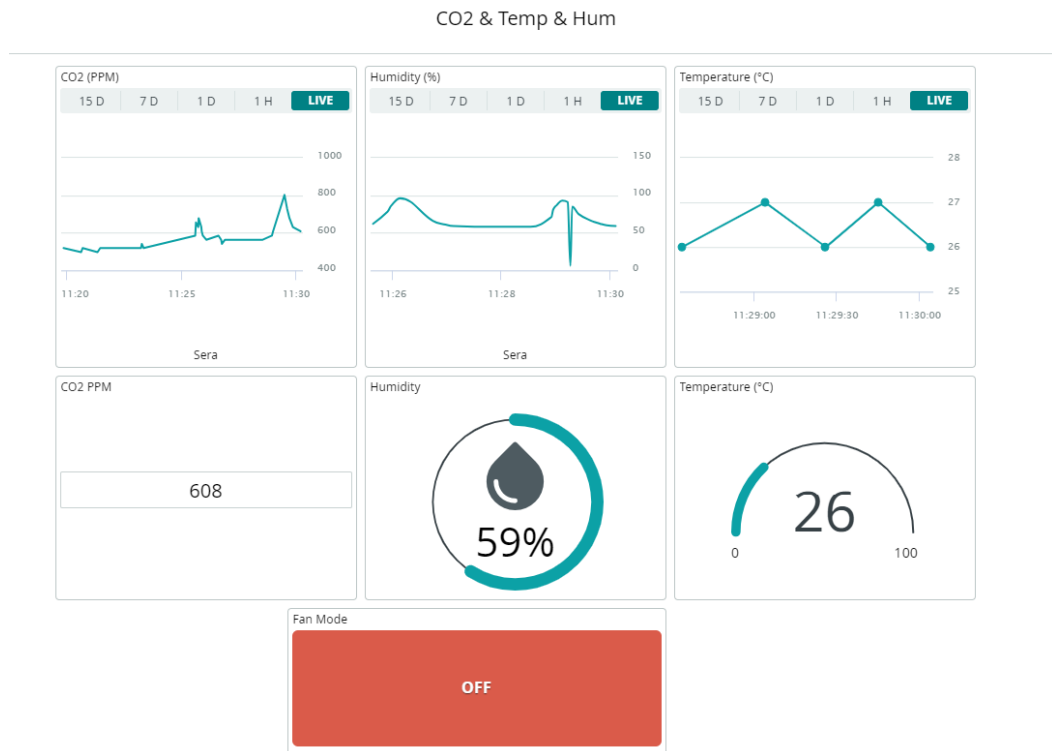 CO2 & Temp & Hum
CO2 (PPM)
15 D 7 D 1 D 1 H LIVE
1000
800
600
400
11:20 11:25 11:30
Sera
Humidity (%)
15 D 7 D 1 D 1 H LIVE
150
100
50
0
11:26 11:28 11:30
Sera
Temperature (°C)
15 D 7 D 1 D 1 H LIVE
28
27
26
25
11:29:00 11:29:30 11:30:00
CO2 PPM
608
Humidity
59%
Temperature (°C)
26
0 100
Fan Mode
OFF